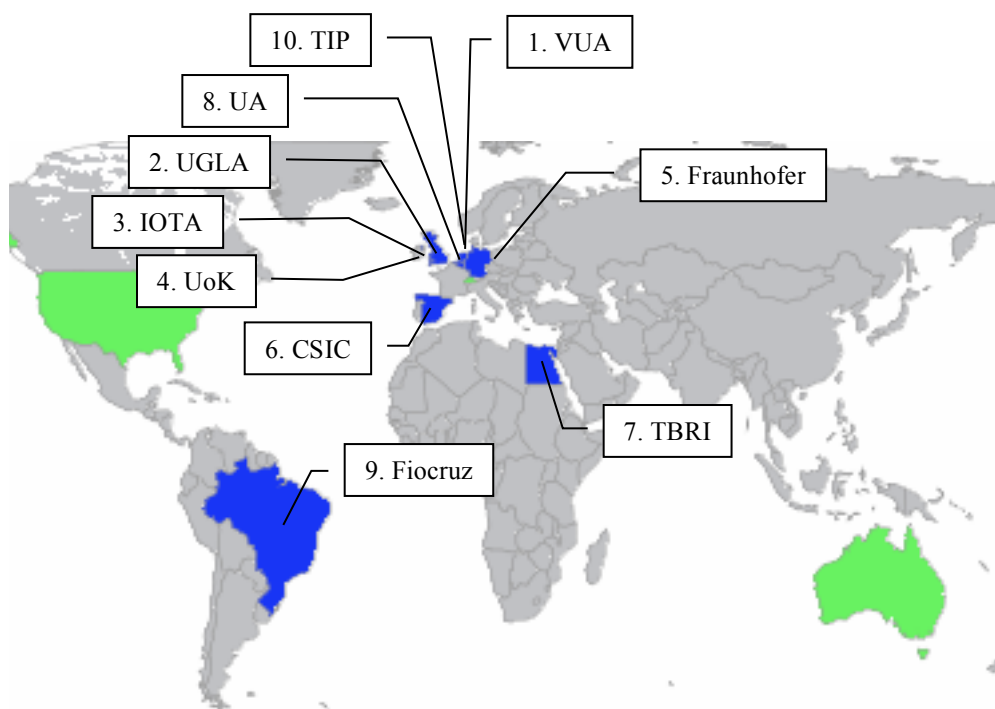 10. TIP
1. VUA
8. UA
2. UGLA
5. Fraunhofer
3. IOTA
4. UoK
6. CSIC
7. TBRI
9. Fiocruz